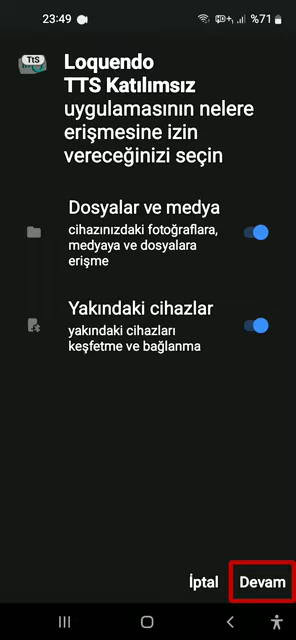 23:49
%71
TtS
Loquendo
TTS Katılımsız
uygulamasının nelere
erişmesine izin
vereceğinizi seçin
Dosyalar ve medya
cihazınızdaki fotoğraflara,
medyaya ve dosyalara
erişme
Yakındaki cihazlar
yakındaki cihazları
keşfetme ve bağlanma
İptal
Devam